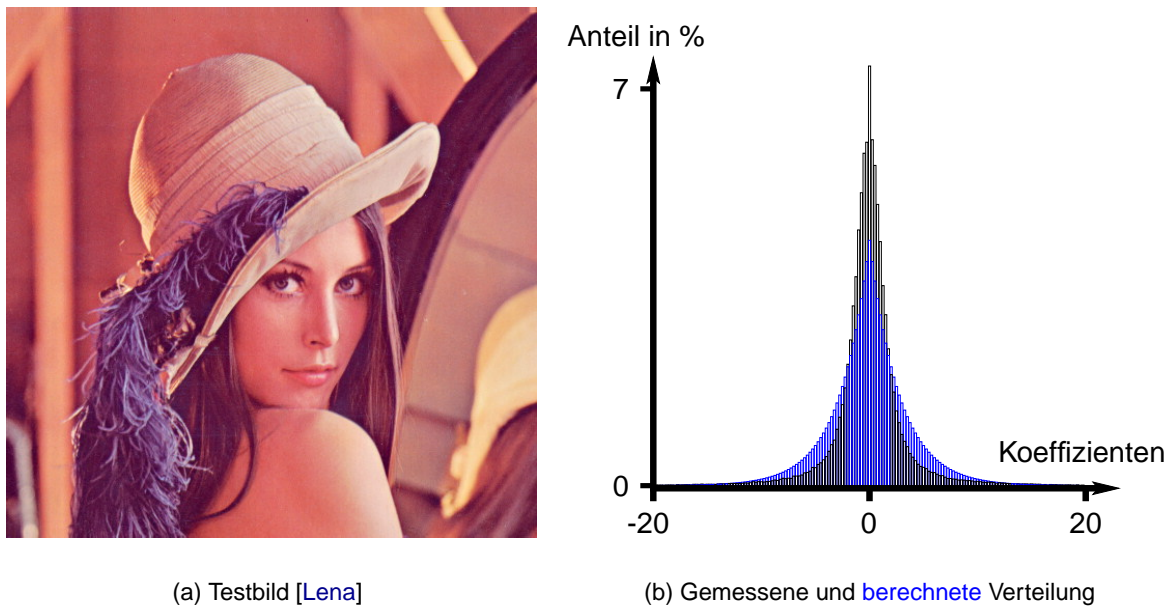 Anteil in %
7
0
Koeffizienten
-20
0
20
(a) Testbild [Lena]
(b) Gemessene und berechnete Verteilung